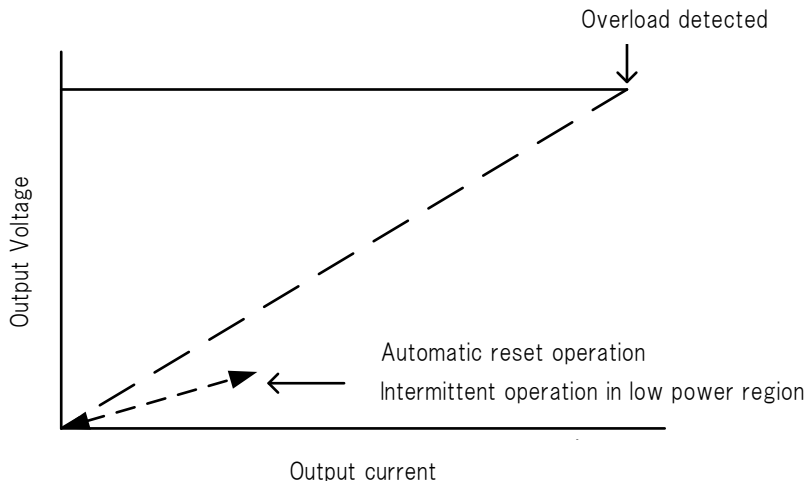 Overload detected
Output Voltage
Automatic reset operation
Intermittent operation in low power region
Output current